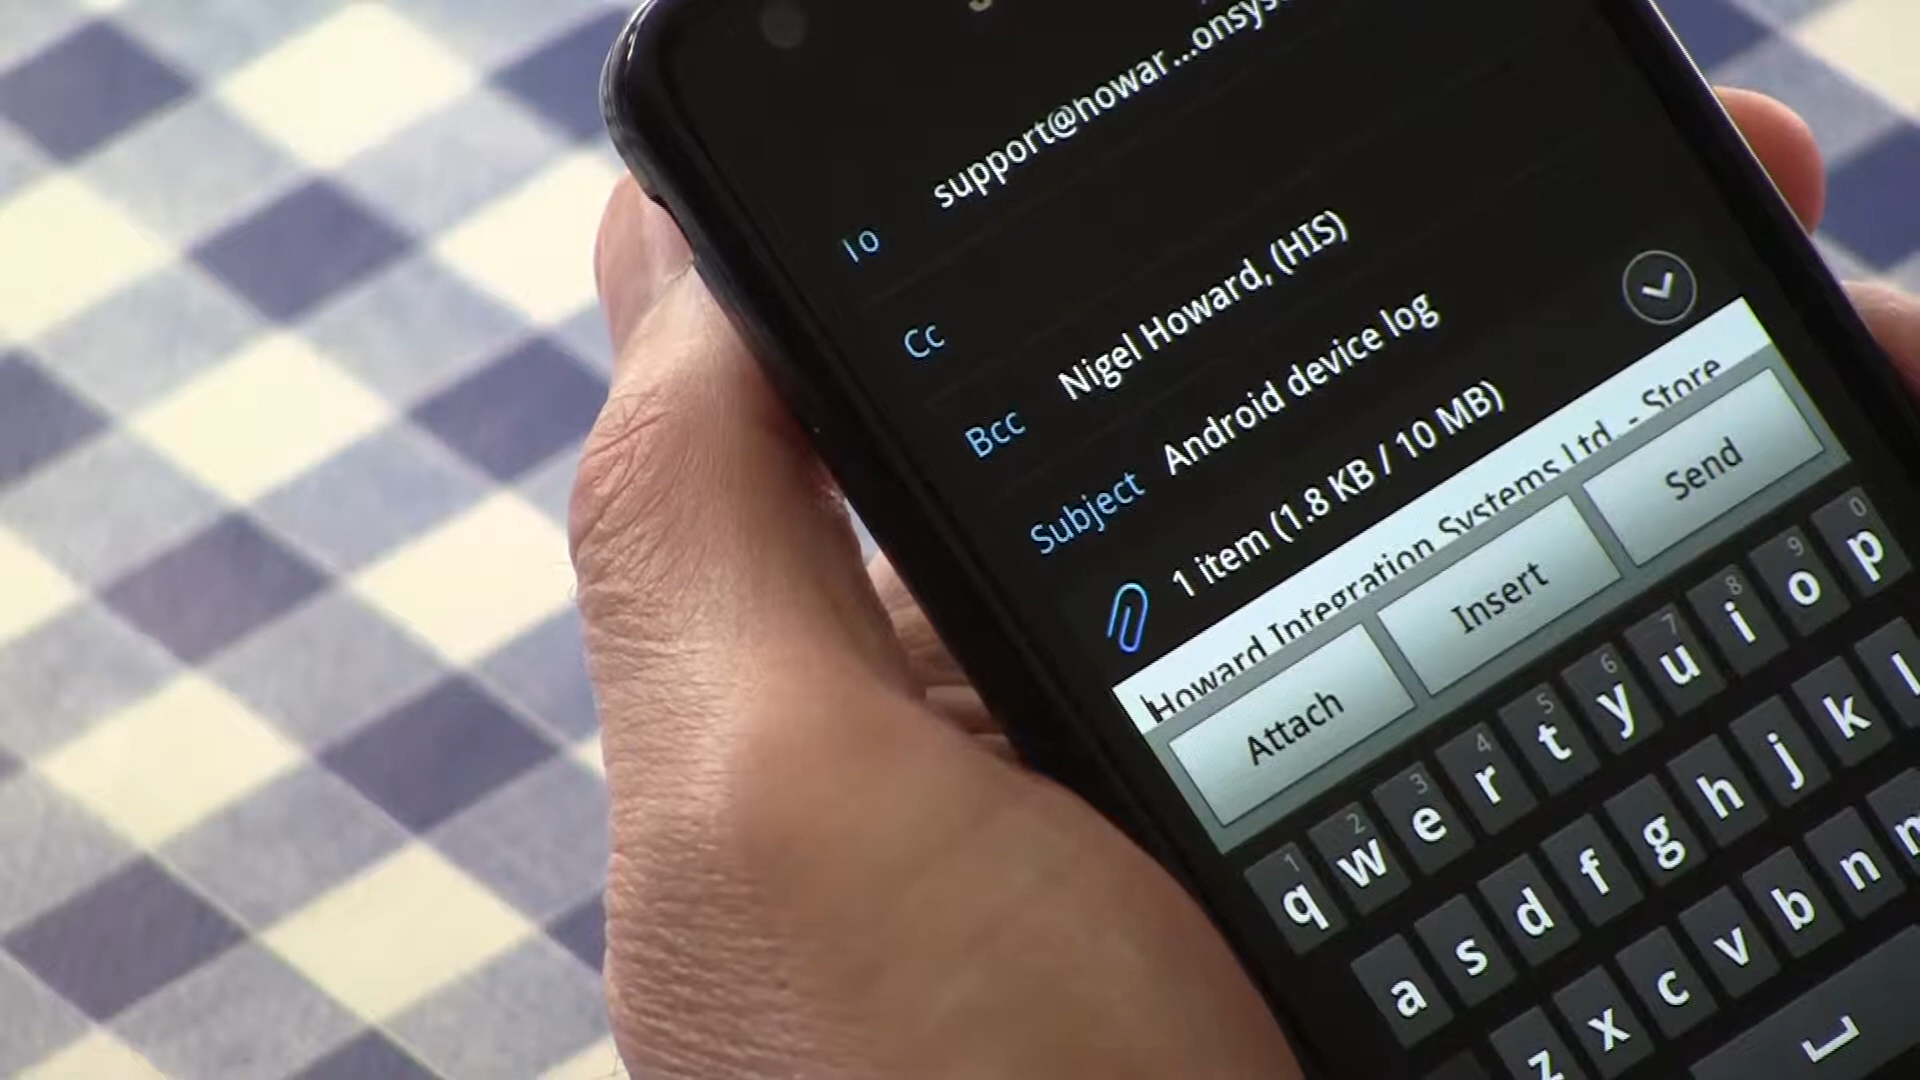 To support@howar...onsys
Cc
Bcc Nigel Howard, (HIS)
Subject Android device log
1 item (1.8 KB / 10 MB)
Howard Integration Systems Ltd. - Store
Attach Insert Send
1 2 3 4 5 6 7 8 9 0
q w e r t y u i o p
a s d f g h j k l
z x c v b n m